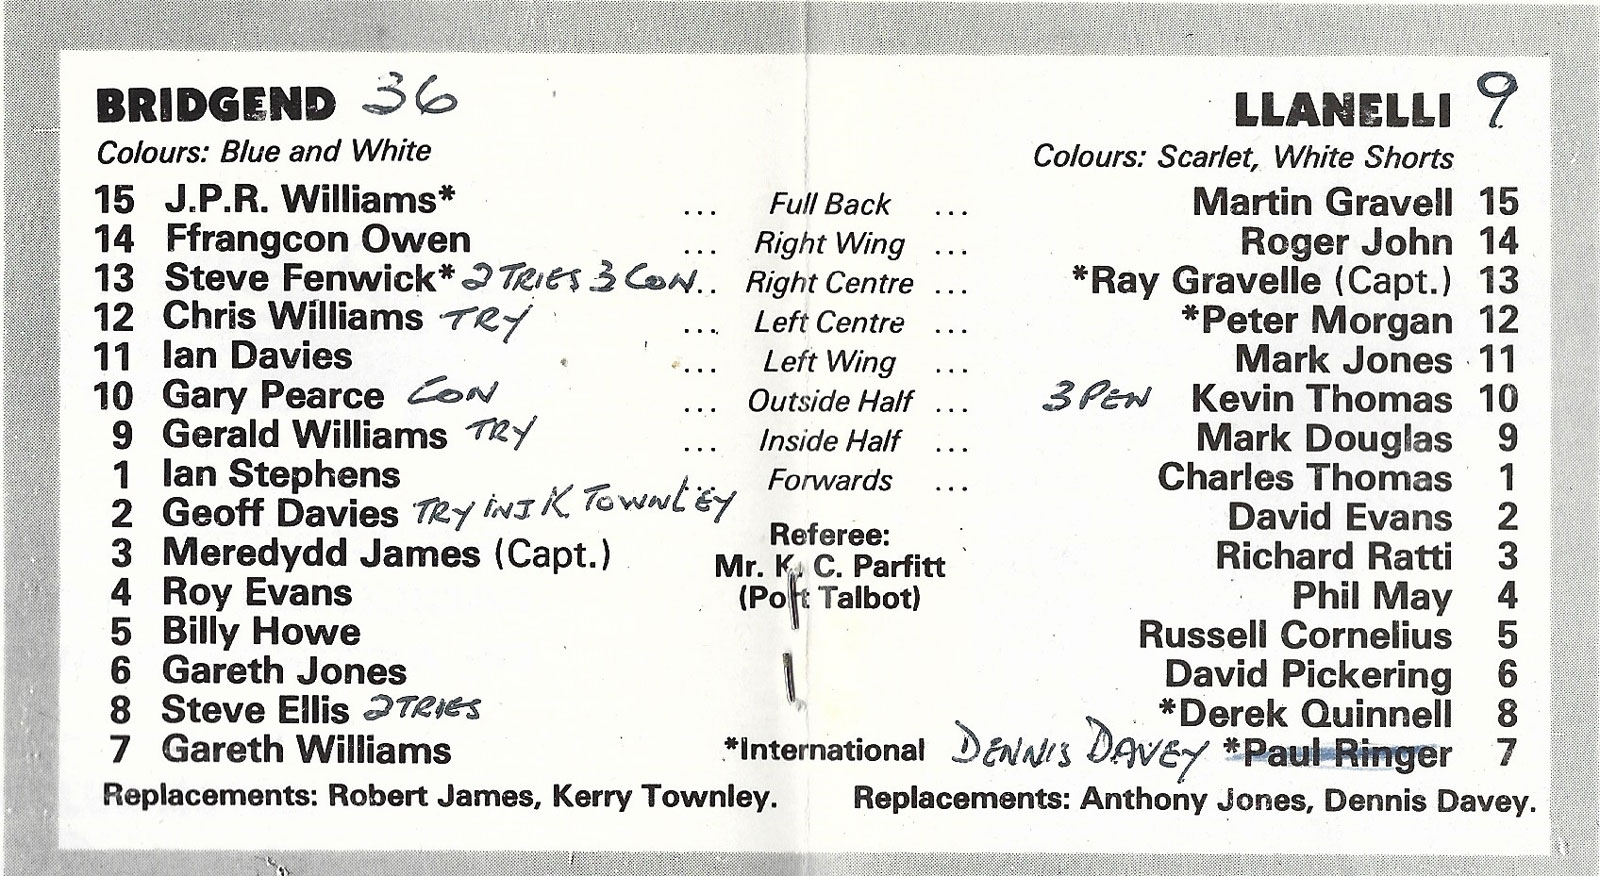 BRIDGEND 36 LLANELLI 9
Colours: Blue and White Colours: Scarlet, White Shorts
15 J.P.R. Williams* ... Full Back ... Martin Gravell 15
14 Ffrangcon Owen ... Right Wing ... Roger John 14
13 Steve Fenwick* 2 TRIES 3 CON.. Right Centre ... *Ray Gravelle (Capt.) 13
12 Chris Williams TRY ... Left Centre ... *Peter Morgan 12
11 Ian Davies ... Left Wing ... Mark Jones 11
10 Gary Pearce CON ... Outside Half ... 3 PEN Kevin Thomas 10
9 Gerald Williams TRY ... Inside Half ... Mark Douglas 9
1 Ian Stephens Forwards ... Charles Thomas 1
2 Geoff Davies TRY INJ K TOWNLEY David Evans 2
Referee:
3 Meredydd James (Capt.) Mr. K. C. Parfitt Richard Ratti 3
4 Roy Evans (Port Talbot) Phil May 4
5 Billy Howe Russell Cornelius 5
6 Gareth Jones David Pickering 6
8 Steve Ellis 2 TRIES *Derek Quinnell 8
7 Gareth Williams *International DENNIS DAVEY *Paul Ringer 7
Replacements: Robert James, Kerry Townley. Replacements: Anthony Jones, Dennis Davey.